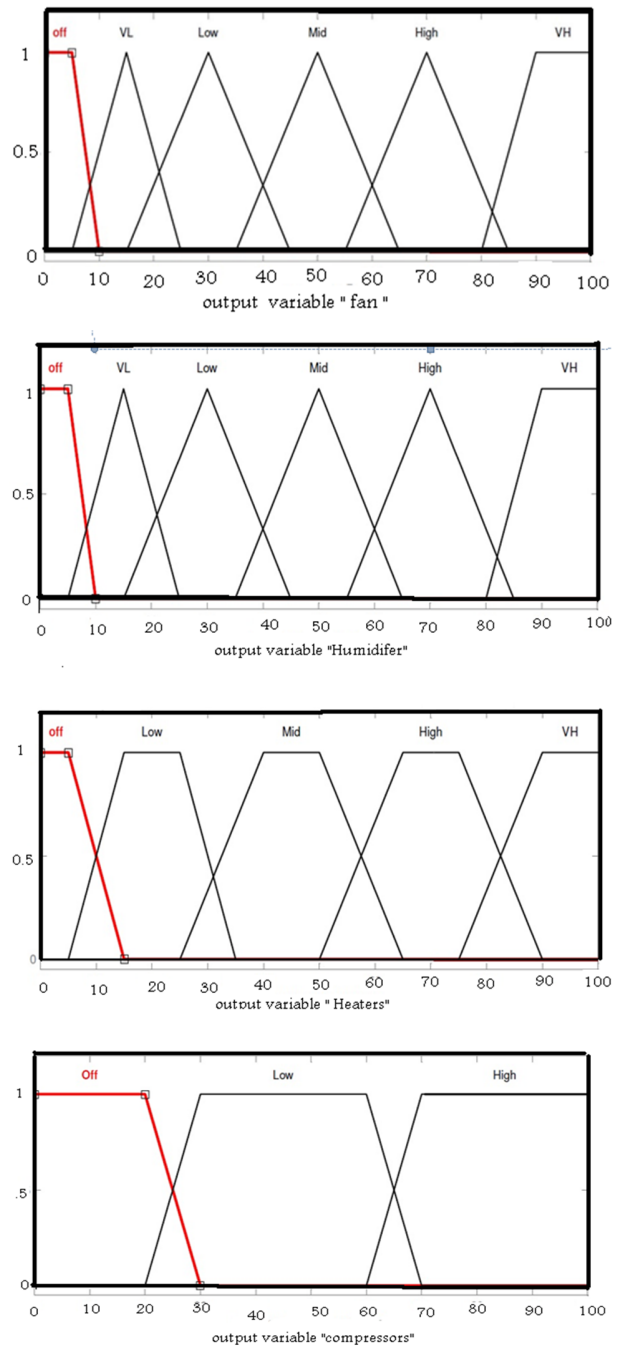 off VL Low Mid High VH
1
0.5
0
0 10 20 30 40 50 60 70 80 90 100
output variable " fan "
off VL Low Mid High VH
1
0.5
0
0 10 20 30 40 50 60 70 80 90 100
output variable "Humidifer"
off Low Mid High VH
1
0.5
0
0 10 20 30 40 50 60 70 80 90 100
output variable " Heaters"
Off Low High
1
.5
0
0 10 20 30 40 50 60 70 80 90 100
output variable "compressors"